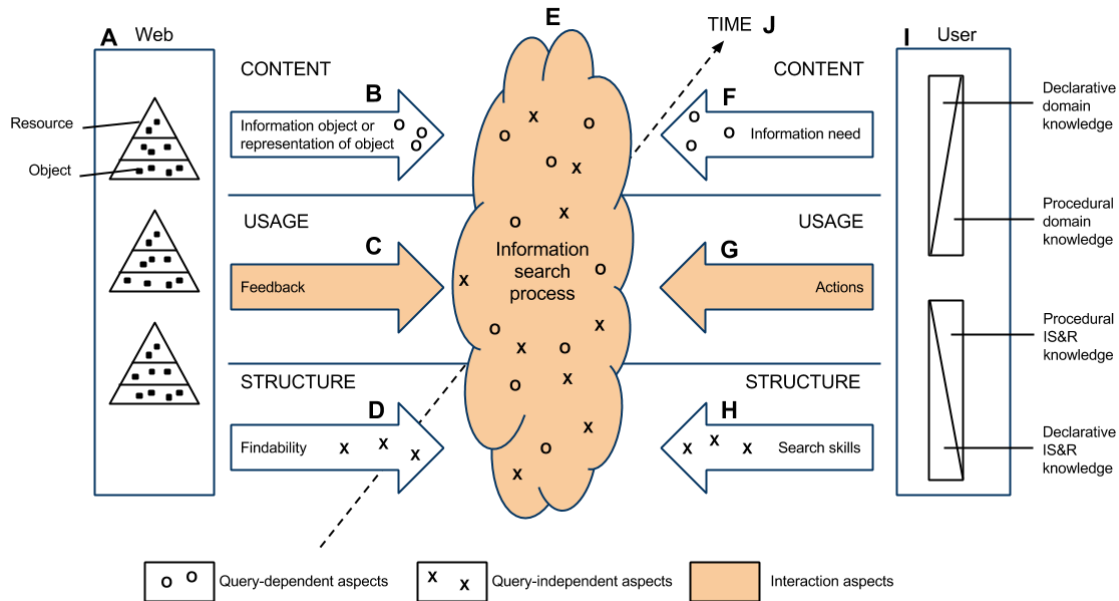 A Web
E
TIME J
I User
CONTENT
CONTENT
B
F
Resource
Object
Information object or
representation of object
O O O
O O O
Information need
X O O O X
Declarative
domain
knowledge
USAGE
USAGE
O X
Procedural
domain
knowledge
C
G
Information
search
process
Feedback
X O
Actions
O X
X O
Procedural
IS&R
knowledge
STRUCTURE
STRUCTURE
O X
D
H
Findability
X X X
X O X
X X X
Search skills
Declarative
IS&R
knowledge
O O Query-dependent aspects
X X Query-independent aspects
Interaction aspects